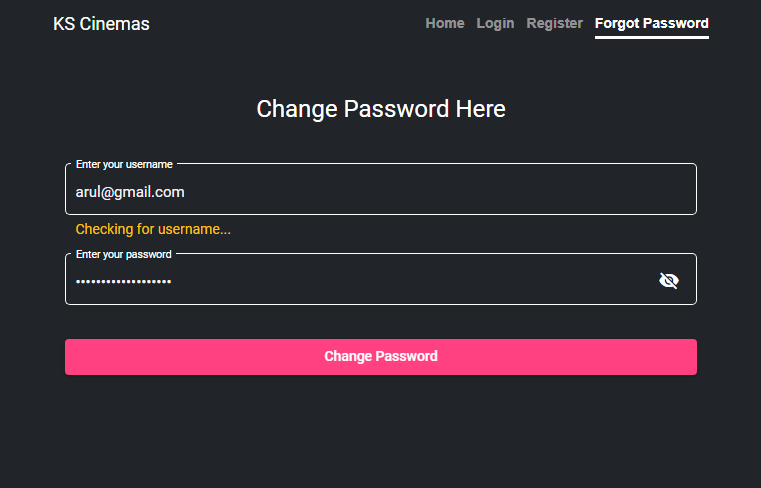 KS Cinemas Home Login Register Forgot Password
Change Password Here
Enter your username
arul@gmail.com
Checking for username...
Enter your password
•••••••••••••••••••
Change Password